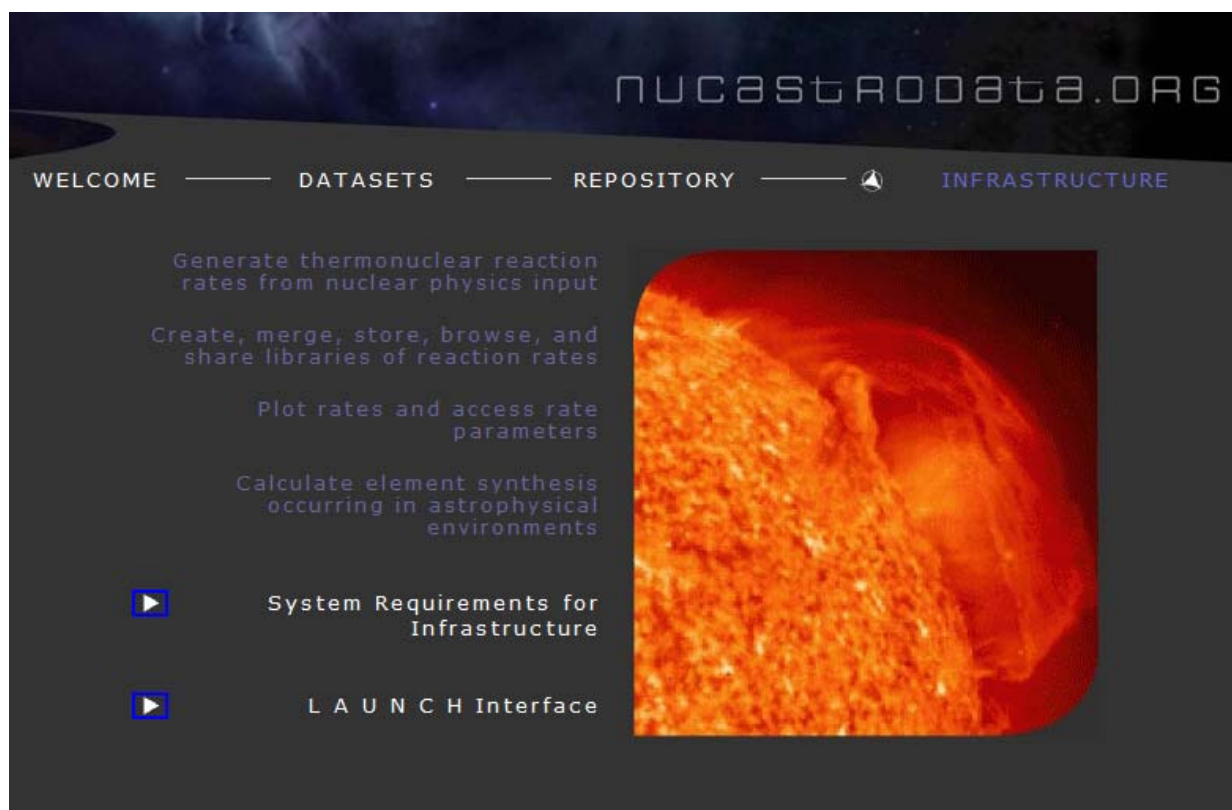 nucastrodata.org
WELCOME DATASETS REPOSITORY INFRASTRUCTURE
Generate thermonuclear reaction
rates from nuclear physics input
Create, merge, store, browse, and
share libraries of reaction rates
Plot rates and access rate
parameters
Calculate element synthesis
occurring in astrophysical
environments
System Requirements for
Infrastructure
L A U N C H Interface